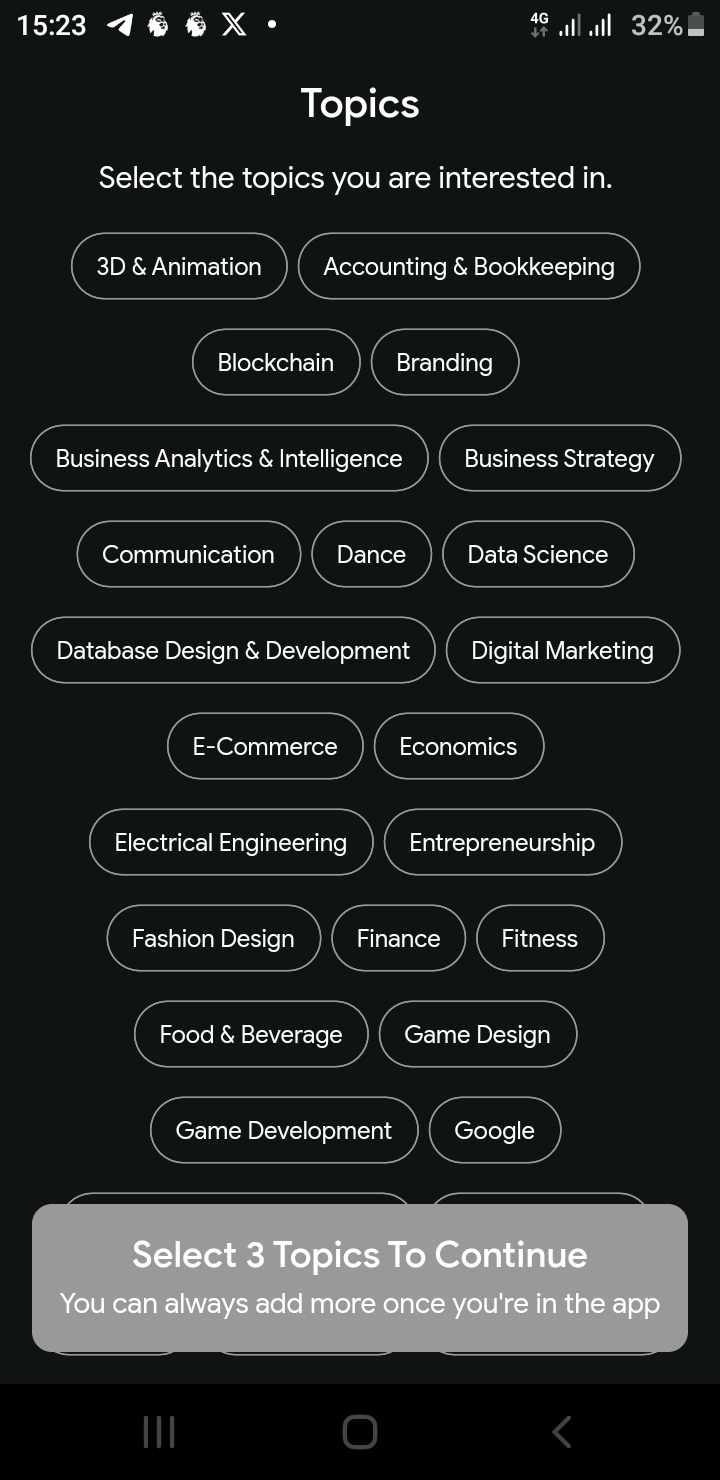 15:23 4G 32%
Topics
Select the topics you are interested in.
3D & Animation Accounting & Bookkeeping
Blockchain Branding
Business Analytics & Intelligence Business Strategy
Communication Dance Data Science
Database Design & Development Digital Marketing
E-Commerce Economics
Electrical Engineering Entrepreneurship
Fashion Design Finance Fitness
Food & Beverage Game Design
Game Development Google
Select 3 Topics To Continue
You can always add more once you're in the app